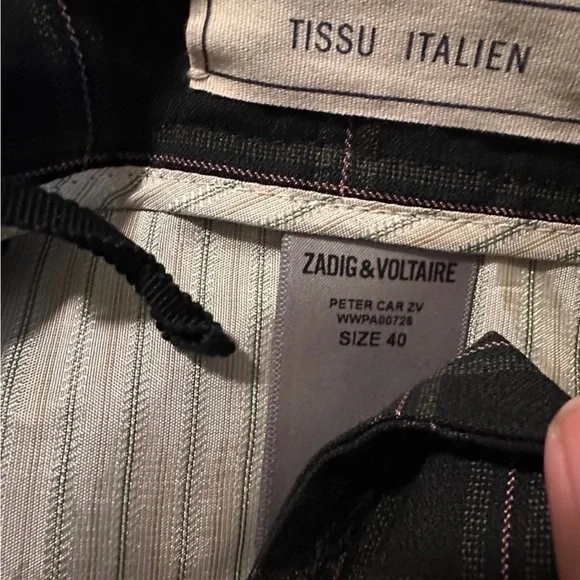 TISSU ITALIEN
ZADIG&VOLTAIRE
PETER CAR ZV
WWPA00726
SIZE 40